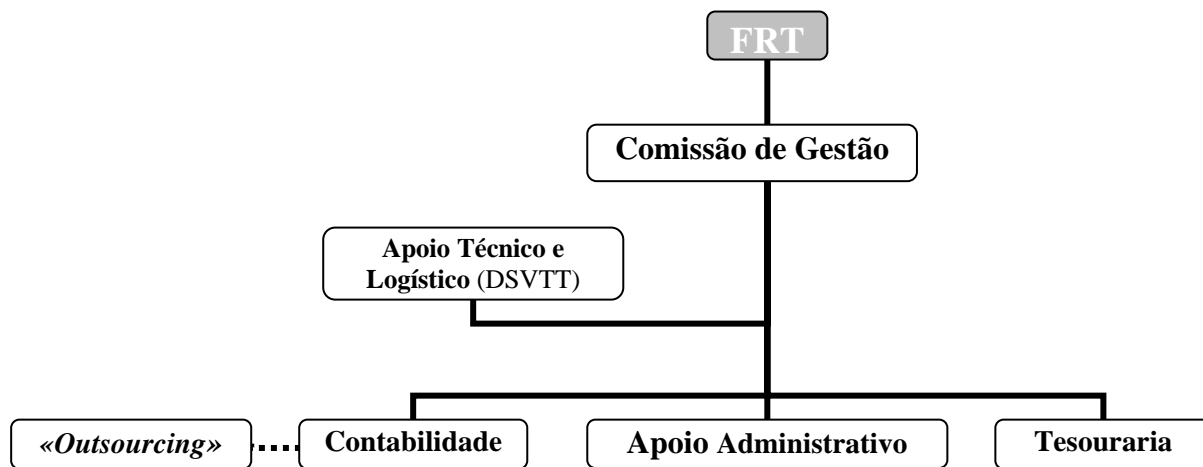 FRT
Comissão de Gestão
Apoio Técnico e
Logístico (DSVTT)
«Outsourcing»
Contabilidade
Apoio Administrativo
Tesouraria